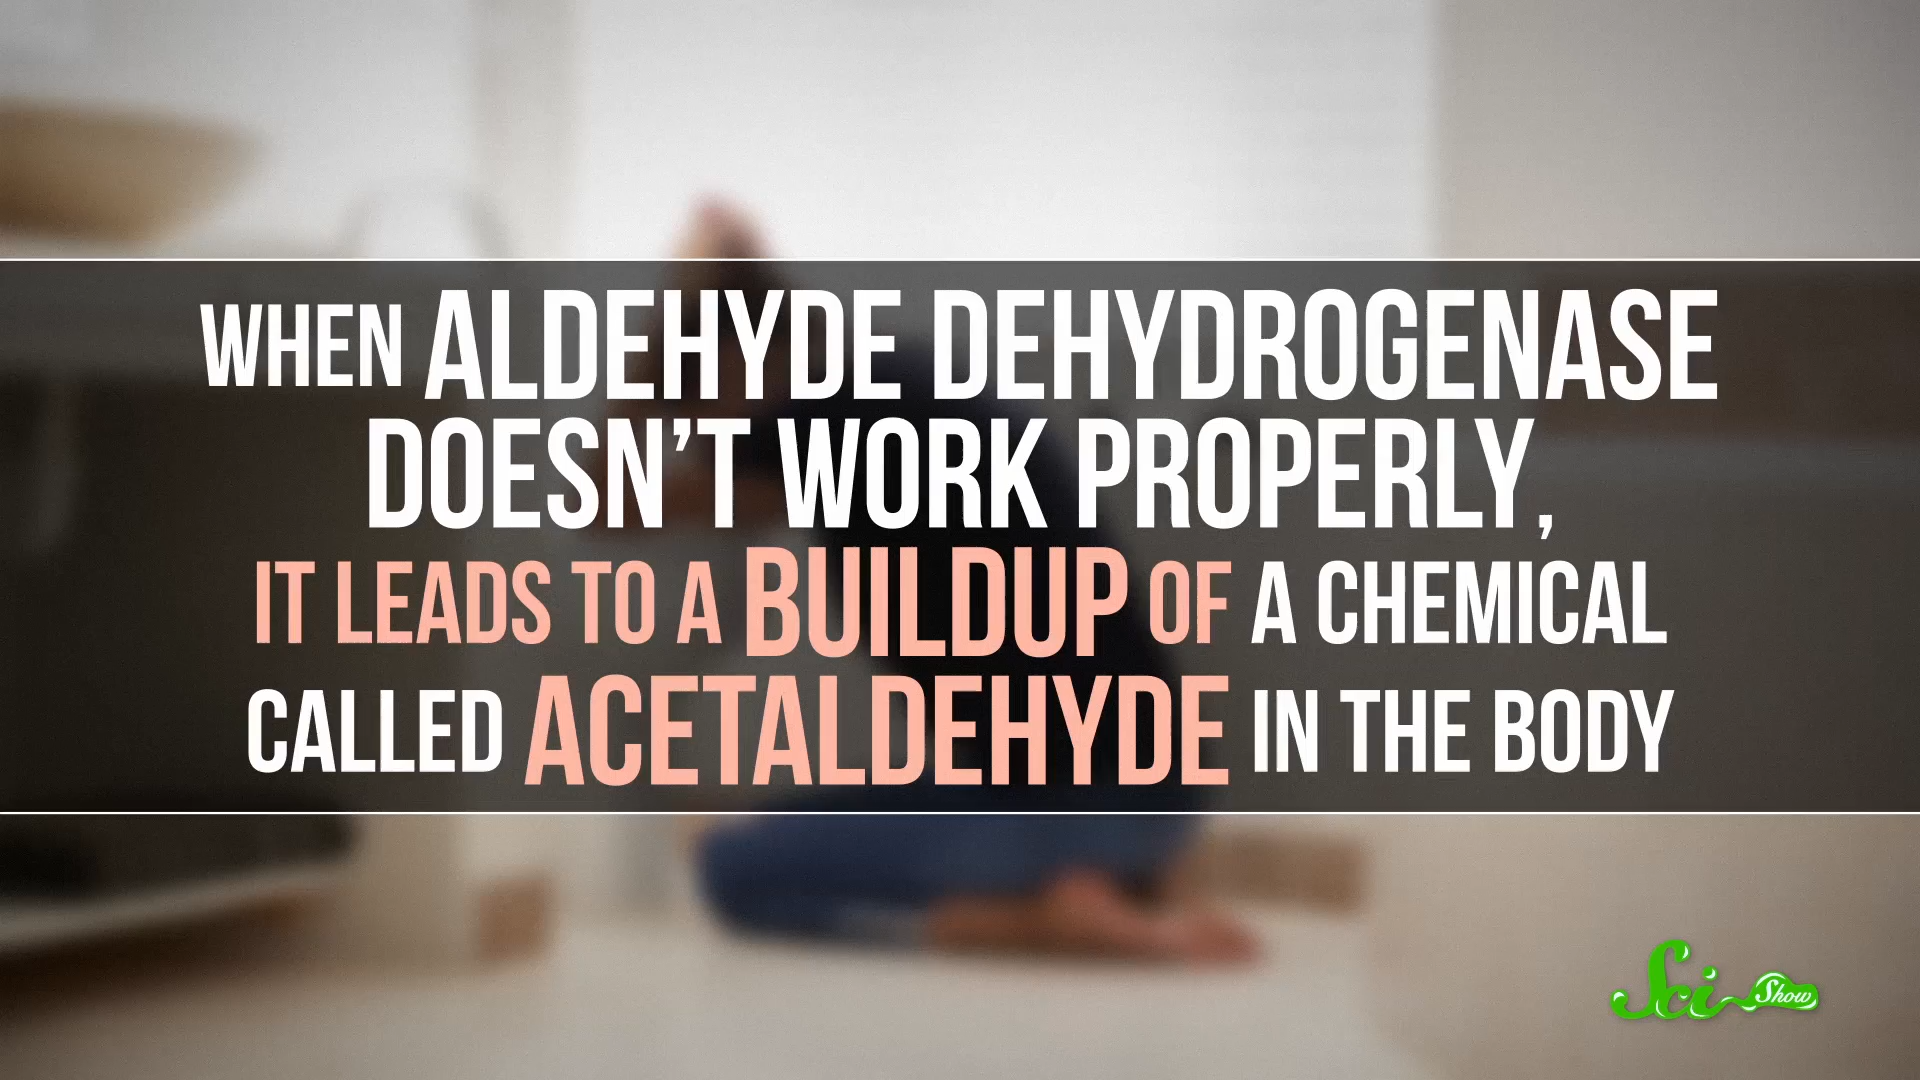 WHEN ALDEHYDE DEHYDROGENASE
DOESN'T WORK PROPERLY,
IT LEADS TO A BUILDUP OF A CHEMICAL
CALLED ACETALDEHYDE IN THE BODY
Sci Show